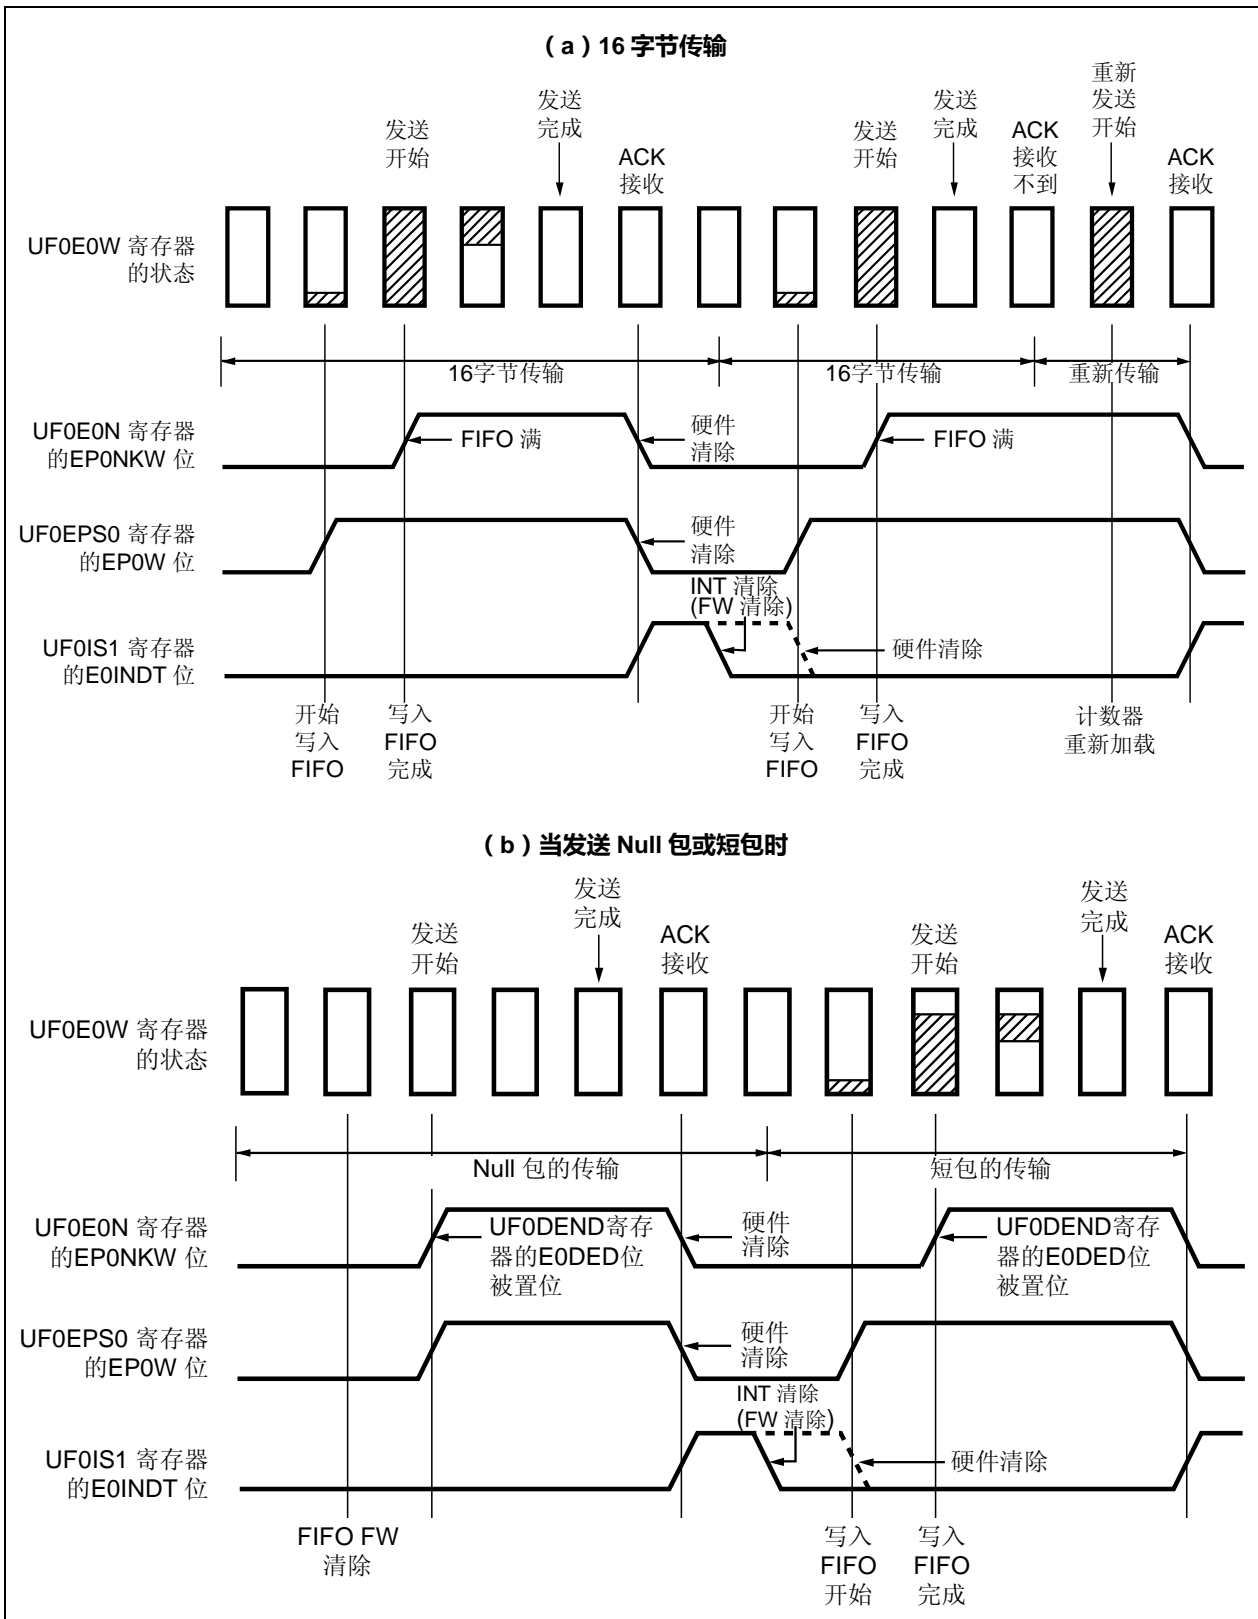 （a）16 字节传输
重新
发送
开始
发送
完成
发送
完成
发送
开始
发送
开始
ACK
接收
不到
ACK
接收
ACK
接收
UF0E0W 寄存器
的状态
16字节传输
16字节传输
重新传输
UF0E0N 寄存器
的EP0NKW 位
FIFO 满
硬件
清除
FIFO 满
UF0EPS0 寄存器
的EP0W 位
硬件
清除
INT 清除
(FW 清除)
UF0IS1 寄存器
的E0INDT 位
硬件清除
开始
写入
FIFO
写入
FIFO
完成
开始
写入
FIFO
写入
FIFO
完成
计数器
重新加载
（b）当发送 Null 包或短包时
发送
完成
发送
完成
发送
开始
ACK
接收
发送
开始
ACK
接收
UF0E0W 寄存器
的状态
Null 包的传输
短包的传输
UF0E0N 寄存器
的EP0NKW 位
UF0DEND寄存
器的E0DED位
被置位
硬件
清除
UF0DEND寄存
器的E0DED位
被置位
UF0EPS0 寄存器
的EP0W 位
硬件
清除
INT 清除
(FW 清除)
UF0IS1 寄存器
的E0INDT 位
硬件清除
FIFO FW
清除
写入
FIFO
开始
写入
FIFO
完成